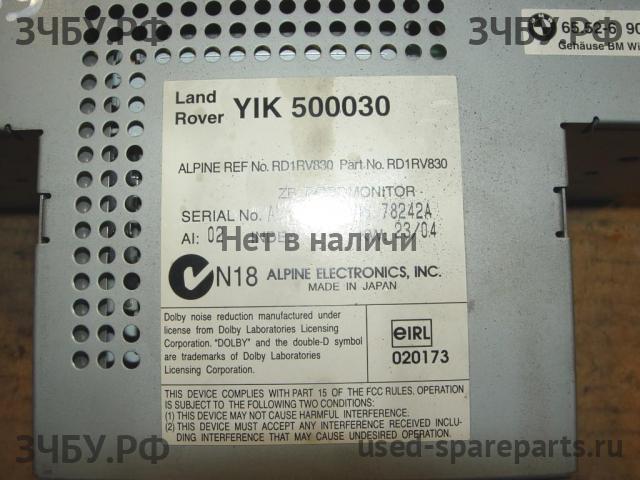 ЗЧБУ.РФ
ЗЧБУ.РФ
65.52-6 90
Gehäuse BM Wi
Land Rover YIK 500030
ALPINE REF No. RD1RV830 Part No. RD1RV830
MONITOR
SERIAL No. 78242A
AI: 02 23/04
Нет в наличии
N18 ALPINE ELECTRONICS, INC.
MADE IN JAPAN
Dolby noise reduction manufactured under
license from Dolby Laboratories Licensing
Corporation. "DOLBY" and the double-D symbol
are trademarks of Dolby Laboratories
Licensing Corporation.
eIRL
020173
THIS DEVICE COMPLIES WITH PART 15 OF THE FCC RULES. OPERATION
IS SUBJECT TO THE FOLLOWING TWO CONDITIONS:
(1) THIS DEVICE MAY NOT CAUSE HARMFUL INTERFERENCE.
(2) THIS DEVICE MUST ACCEPT ANY INTERFERENCE RECEIVED INCLU-
DING INTERFERENCE THAT MAY CAUSE UNDESIRED OPERATION.
ЗЧБУ.РФ
used-spareparts.ru